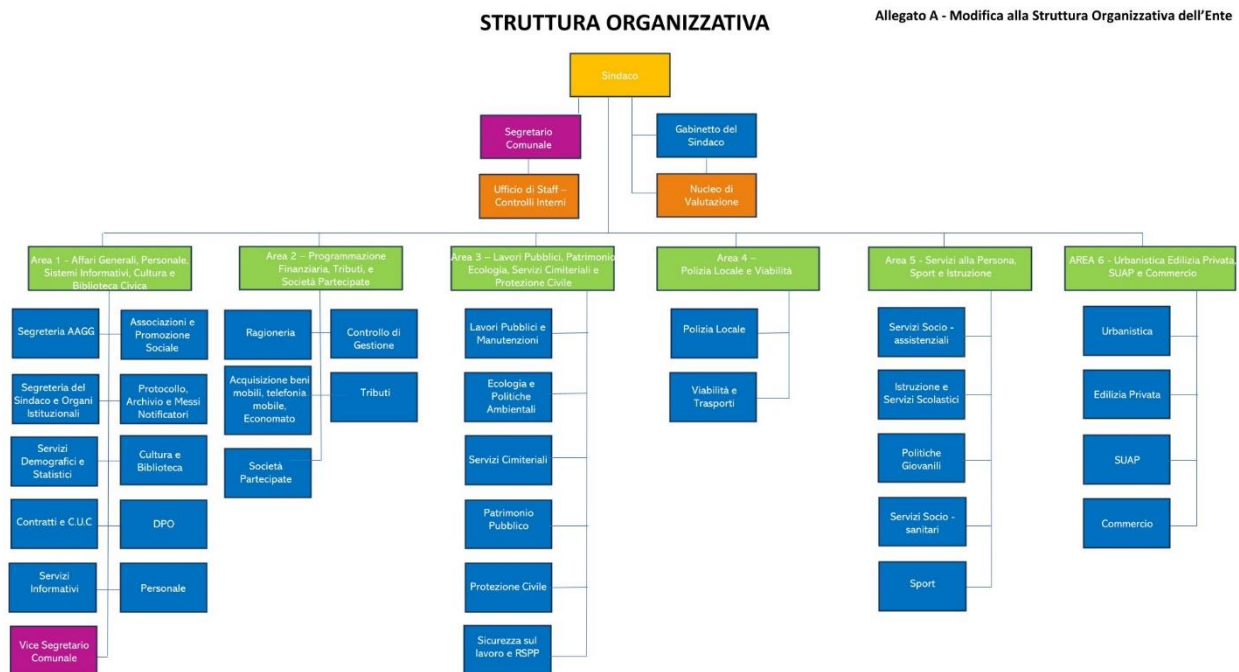 STRUTTURA ORGANIZZATIVA
Allegato A - Modifica alla Struttura Organizzativa dell'Ente
Sindaco
Segretario
Comunale
Gabinetto del
Sindaco
Ufficio di Staff –
Controlli Interni
Nucleo di
Valutazione
Area 1 - Affari Generali, Personale,
Sistemi Informativi, Cultura e
Biblioteca Civica
Segreteria AAGG
Associazioni e
Promozione
Sociale
Segreteria del
Sindaco e Organi
Istituzionali
Protocollo,
Archivio e Messi
Notificatori
Servizi
Demografici e
Statistici
Cultura e
Biblioteca
Contratti e C.U.C
DPO
Servizi
Informativi
Personale
Vice Segretario
Comunale
Area 2 – Programmazione
Finanziaria, Tributi, e
Società Partecipate
Ragioneria
Controllo di
Gestione
Acquisizione beni
mobili, telefonia
mobile,
Economato
Tributi
Società
Partecipate
Area 3 – Lavori Pubblici, Patrimonio
Ecologia, Servizi Cimiteriali e
Protezione Civile
Lavori Pubblici e
Manutenzioni
Ecologia e
Politiche
Ambientali
Servizi Cimiteriali
Patrimonio
Pubblico
Protezione Civile
Sicurezza sul
lavoro e RSPP
Area 4 –
Polizia Locale e Viabilità
Polizia Locale
Viabilità e
Trasporti
Area 5 - Servizi alla Persona,
Sport e Istruzione
Servizi Socio -
assistenziali
Istruzione e
Servizi Scolastici
Politiche
Giovanili
Servizi Socio -
sanitari
Sport
AREA 6 - Urbanistica Edilizia Privata,
SUAP e Commercio
Urbanistica
Edilizia Privata
SUAP
Commercio